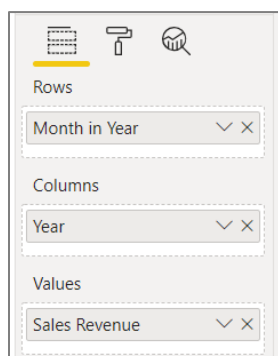 Rows
Month in Year
Columns
Year
Values
Sales Revenue